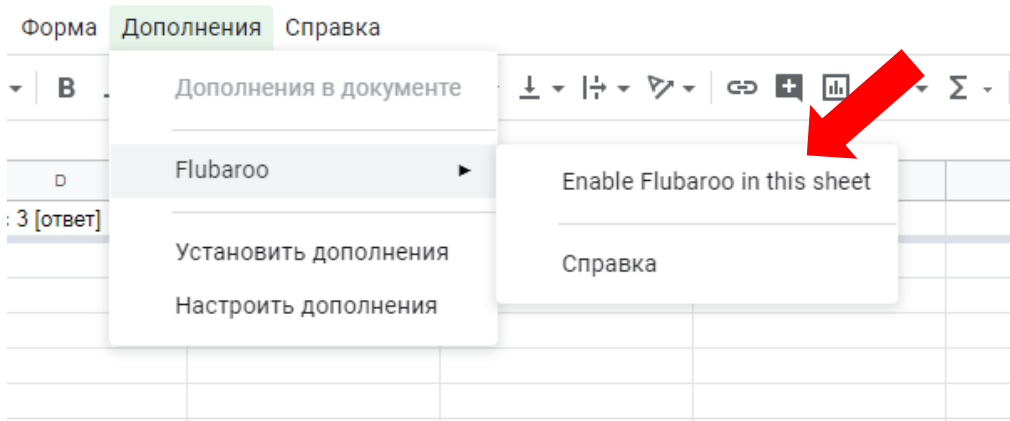 Форма Дополнения Справка
B Σ
Дополнения в документе
D
Flubaroo ►
Enable Flubaroo in this sheet
3 [ответ]
Установить дополнения
Справка
Настроить дополнения